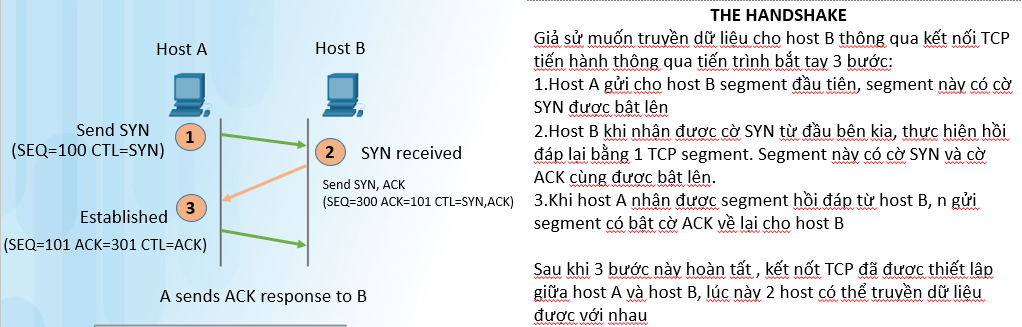 Host A
Host B
Send SYN
(SEQ=100 CTL=SYN)
1
2
SYN received
Send SYN, ACK
(SEQ=300 ACK=101 CTL=SYN,ACK)
3
Established
(SEQ=101 ACK=301 CTL=ACK)
A sends ACK response to B
THE HANDSHAKE
Giả sử muốn truyền dữ liệu cho host B thông qua kết nối TCP
tiến hành thông qua tiến trình bắt tay 3 bước:
1.Host A gửi cho host B segment đầu tiên, segment này có cờ
SYN được bật lên
2.Host B khi nhận được cờ SYN từ đầu bên kia, thực hiện hồi
đáp lại bằng 1 TCP segment. Segment này có cờ SYN và cờ
ACK cùng được bật lên.
3.Khi host A nhận được segment hồi đáp từ host B, n gửi
segment có bật cờ ACK về lại cho host B
Sau khi 3 bước này hoàn tất , kết nốt TCP đã được thiết lập
giữa host A và host B, lúc này 2 host có thể truyền dữ liệu
được với nhau